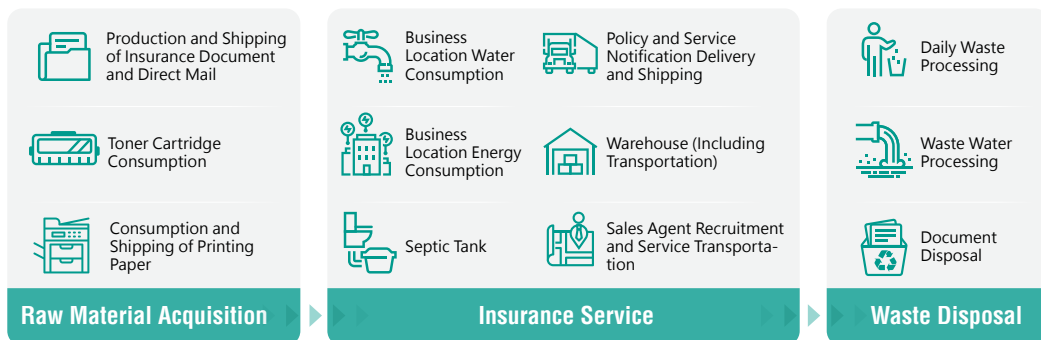 Production and Shipping
of Insurance Document
and Direct Mail
Toner Cartridge
Consumption
Consumption and
Shipping of Printing
Paper
Raw Material Acquisition
Business
Location Water
Consumption
Policy and Service
Notification Delivery
and Shipping
Business
Location Energy
Consumption
Warehouse (Including
Transportation)
Septic Tank
Sales Agent Recruitment
and Service Transporta-
tion
Insurance Service
Daily Waste
Processing
Waste Water
Processing
Document
Disposal
Waste Disposal